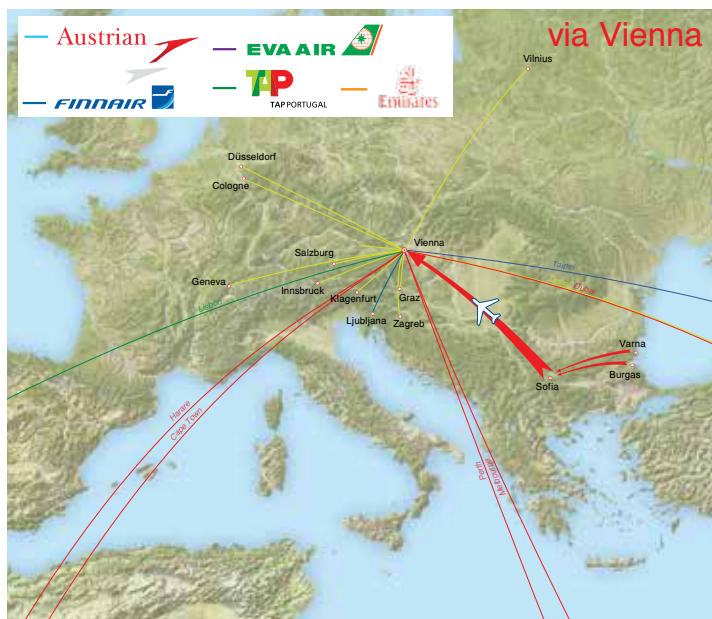 Austrian
EVA AIR
via Vienna
FINNAIR
TAP
TAP PORTUGAL
Emirates
Vilnius
Düsseldorf
Cologne
Vienna
Salzburg
Taipei
Geneva
Innsbruck
Dubai
Klagenfurt
Graz
Lisbon
Ljubljana
Zagreb
Varna
Burgas
Sofia
Harare
Cape Town
Perth
Melbourne